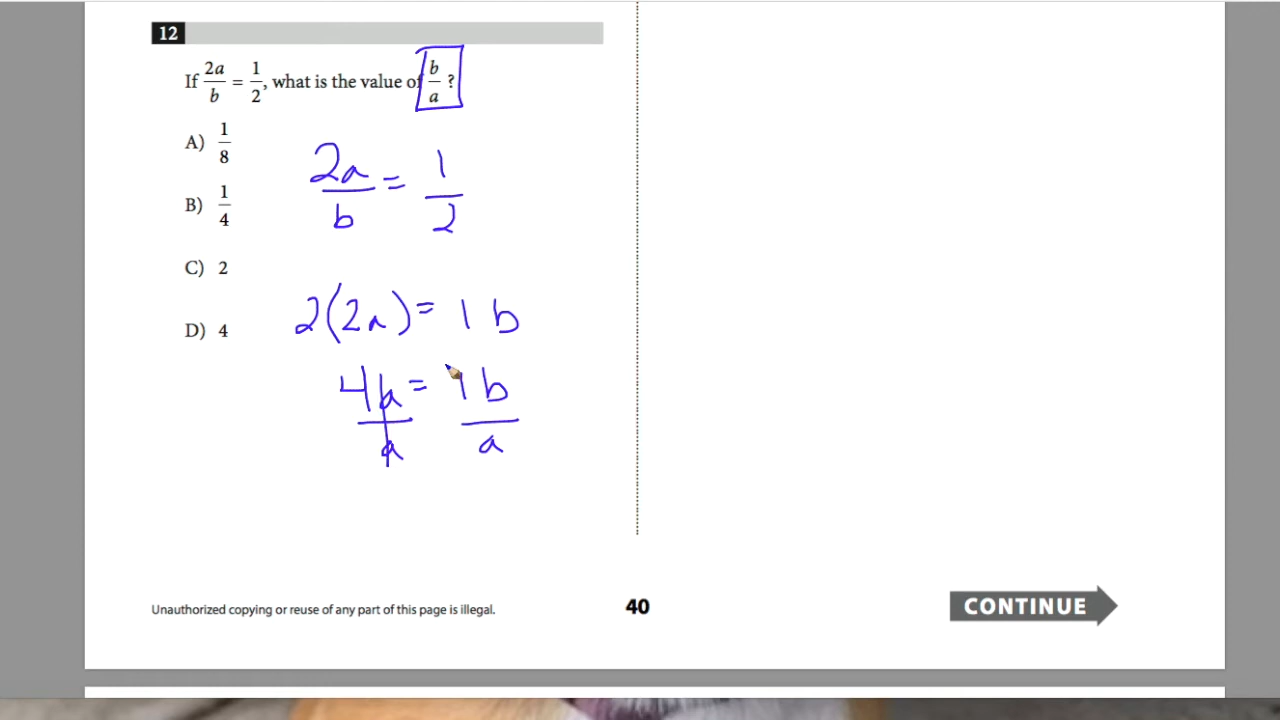 12
If 2a/b = 1/2, what is the value of b/a ?
A) 1/8
B) 1/4
C) 2
D) 4
2a/b = 1/2
2(2a) = 1 b
4a/a = 1b/a
Unauthorized copying or reuse of any part of this page is illegal.
40
CONTINUE